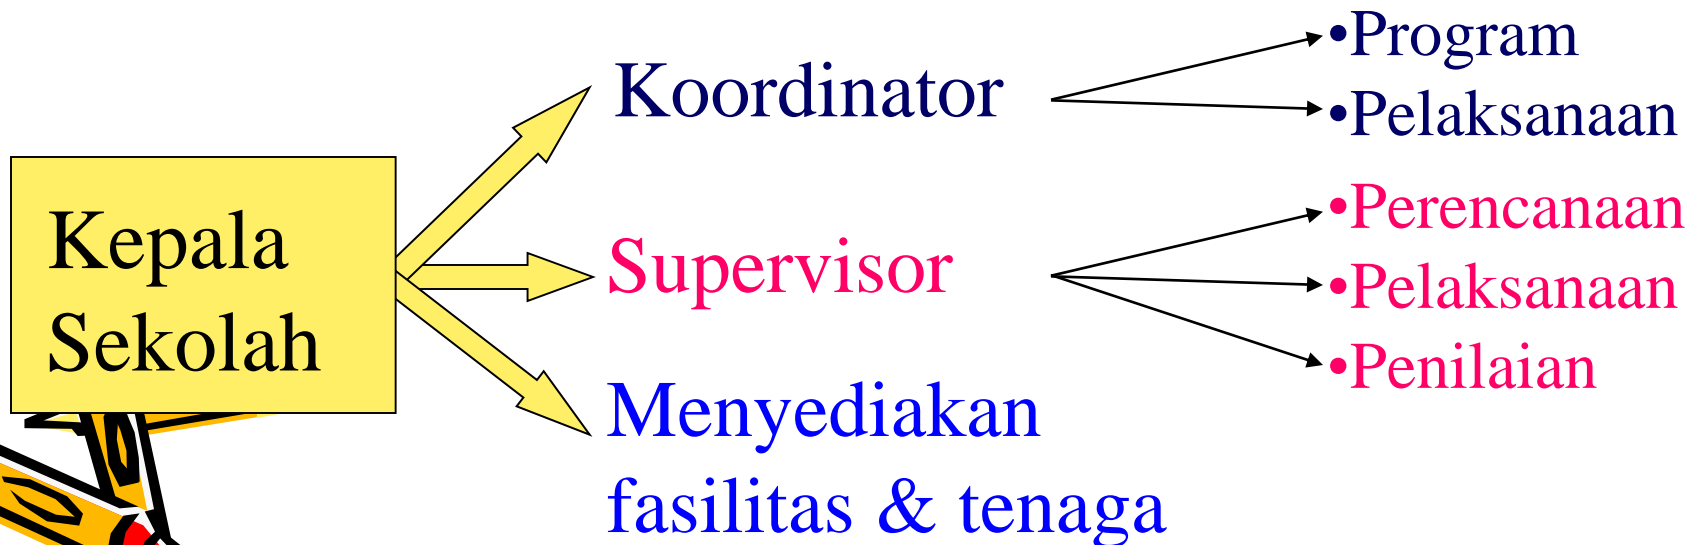 Kepala
Sekolah
Koordinator
•Program
•Pelaksanaan
Supervisor
•Perencanaan
•Pelaksanaan
•Penilaian
Menyediakan
fasilitas & tenaga